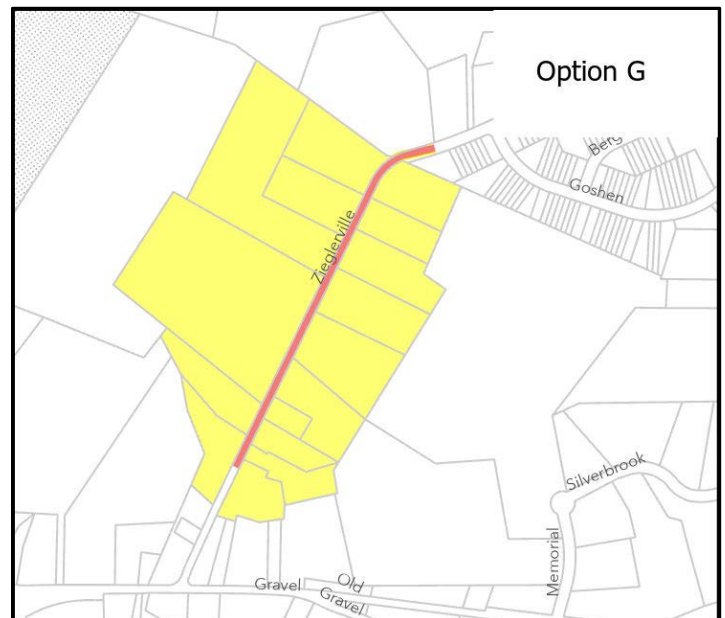 Option G
Berg
Goshen
Zieglerville
Silverbrook
Memorial
Gravel
Old
Gravel